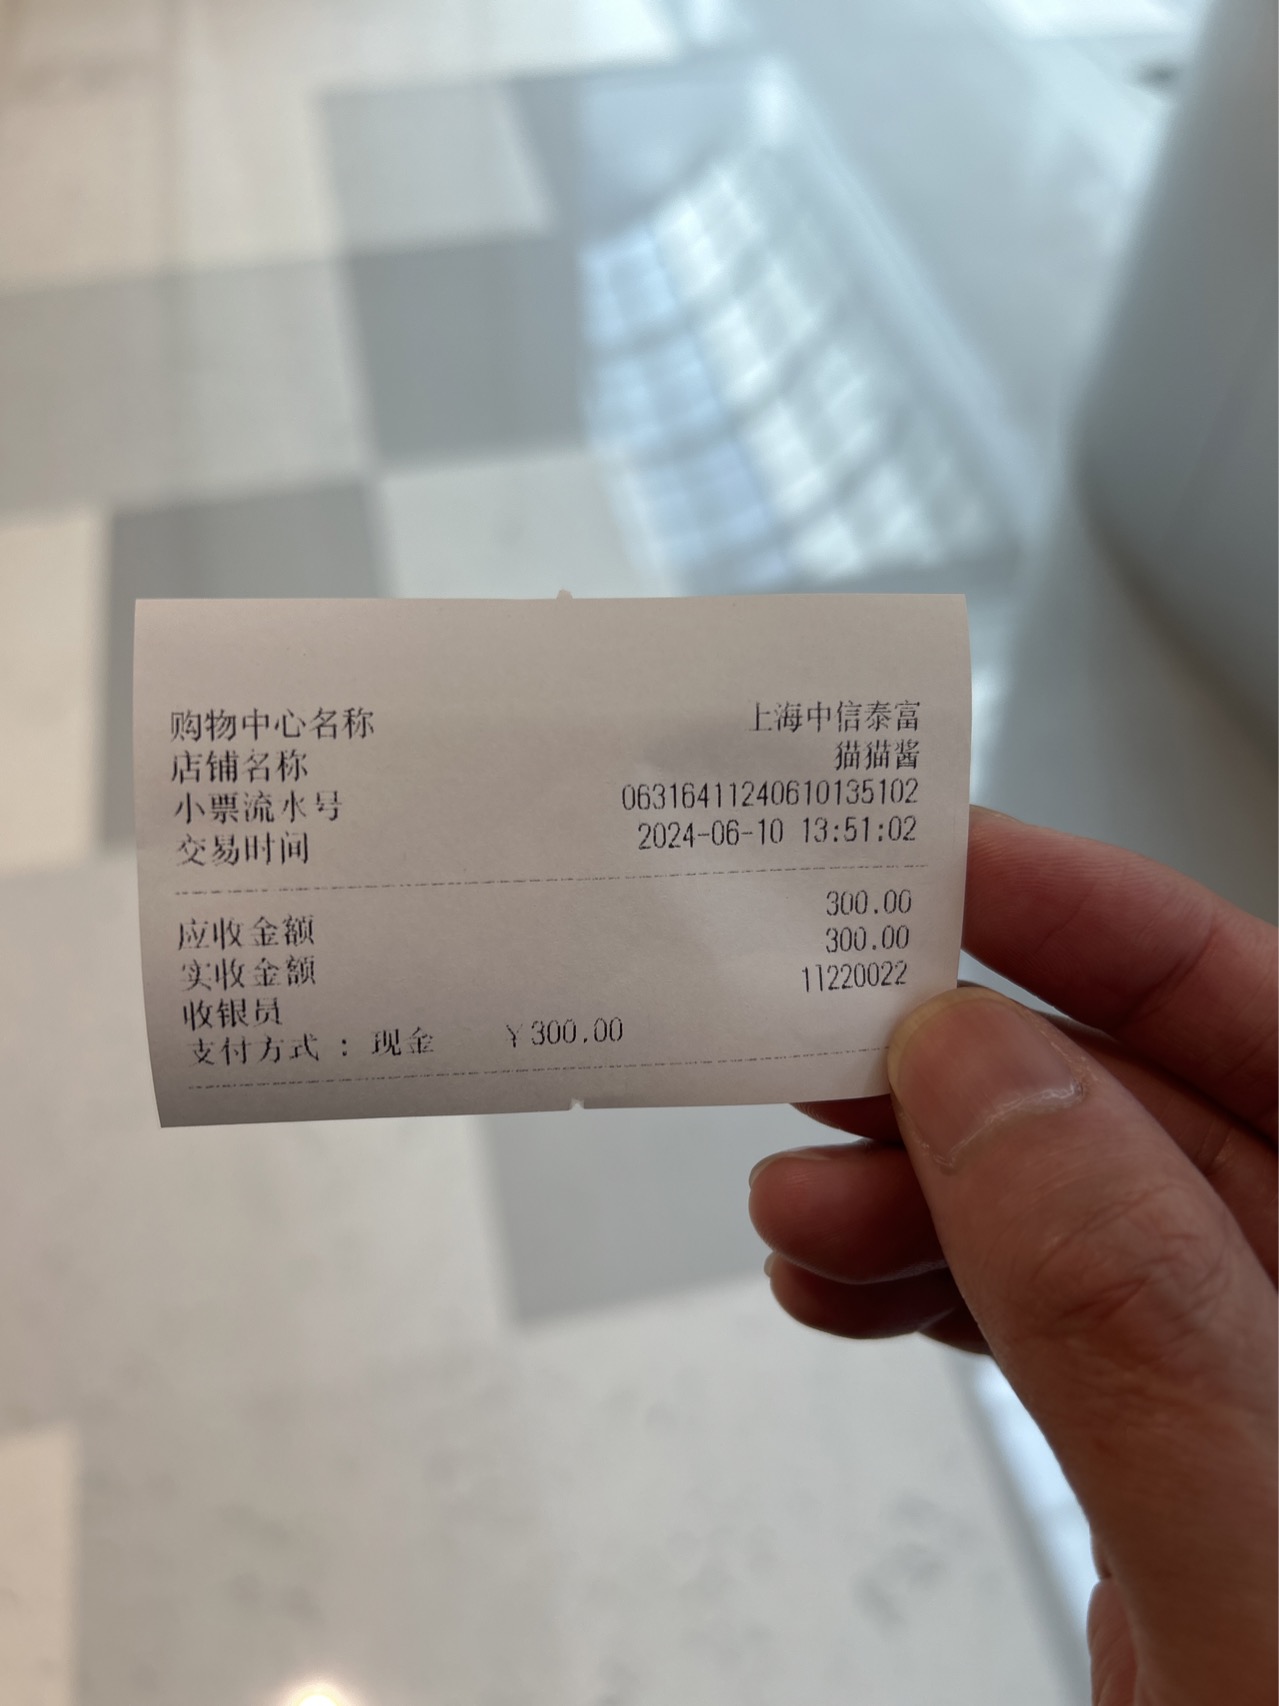 购物中心名称 上海中信泰富
店铺名称 猫猫酱
小票流水号 06316411240610135102
交易时间 2024-06-10 13:51:02
应收金额 300.00
实收金额 300.00
收银员 11220022
支付方式：现金 ￥300.00